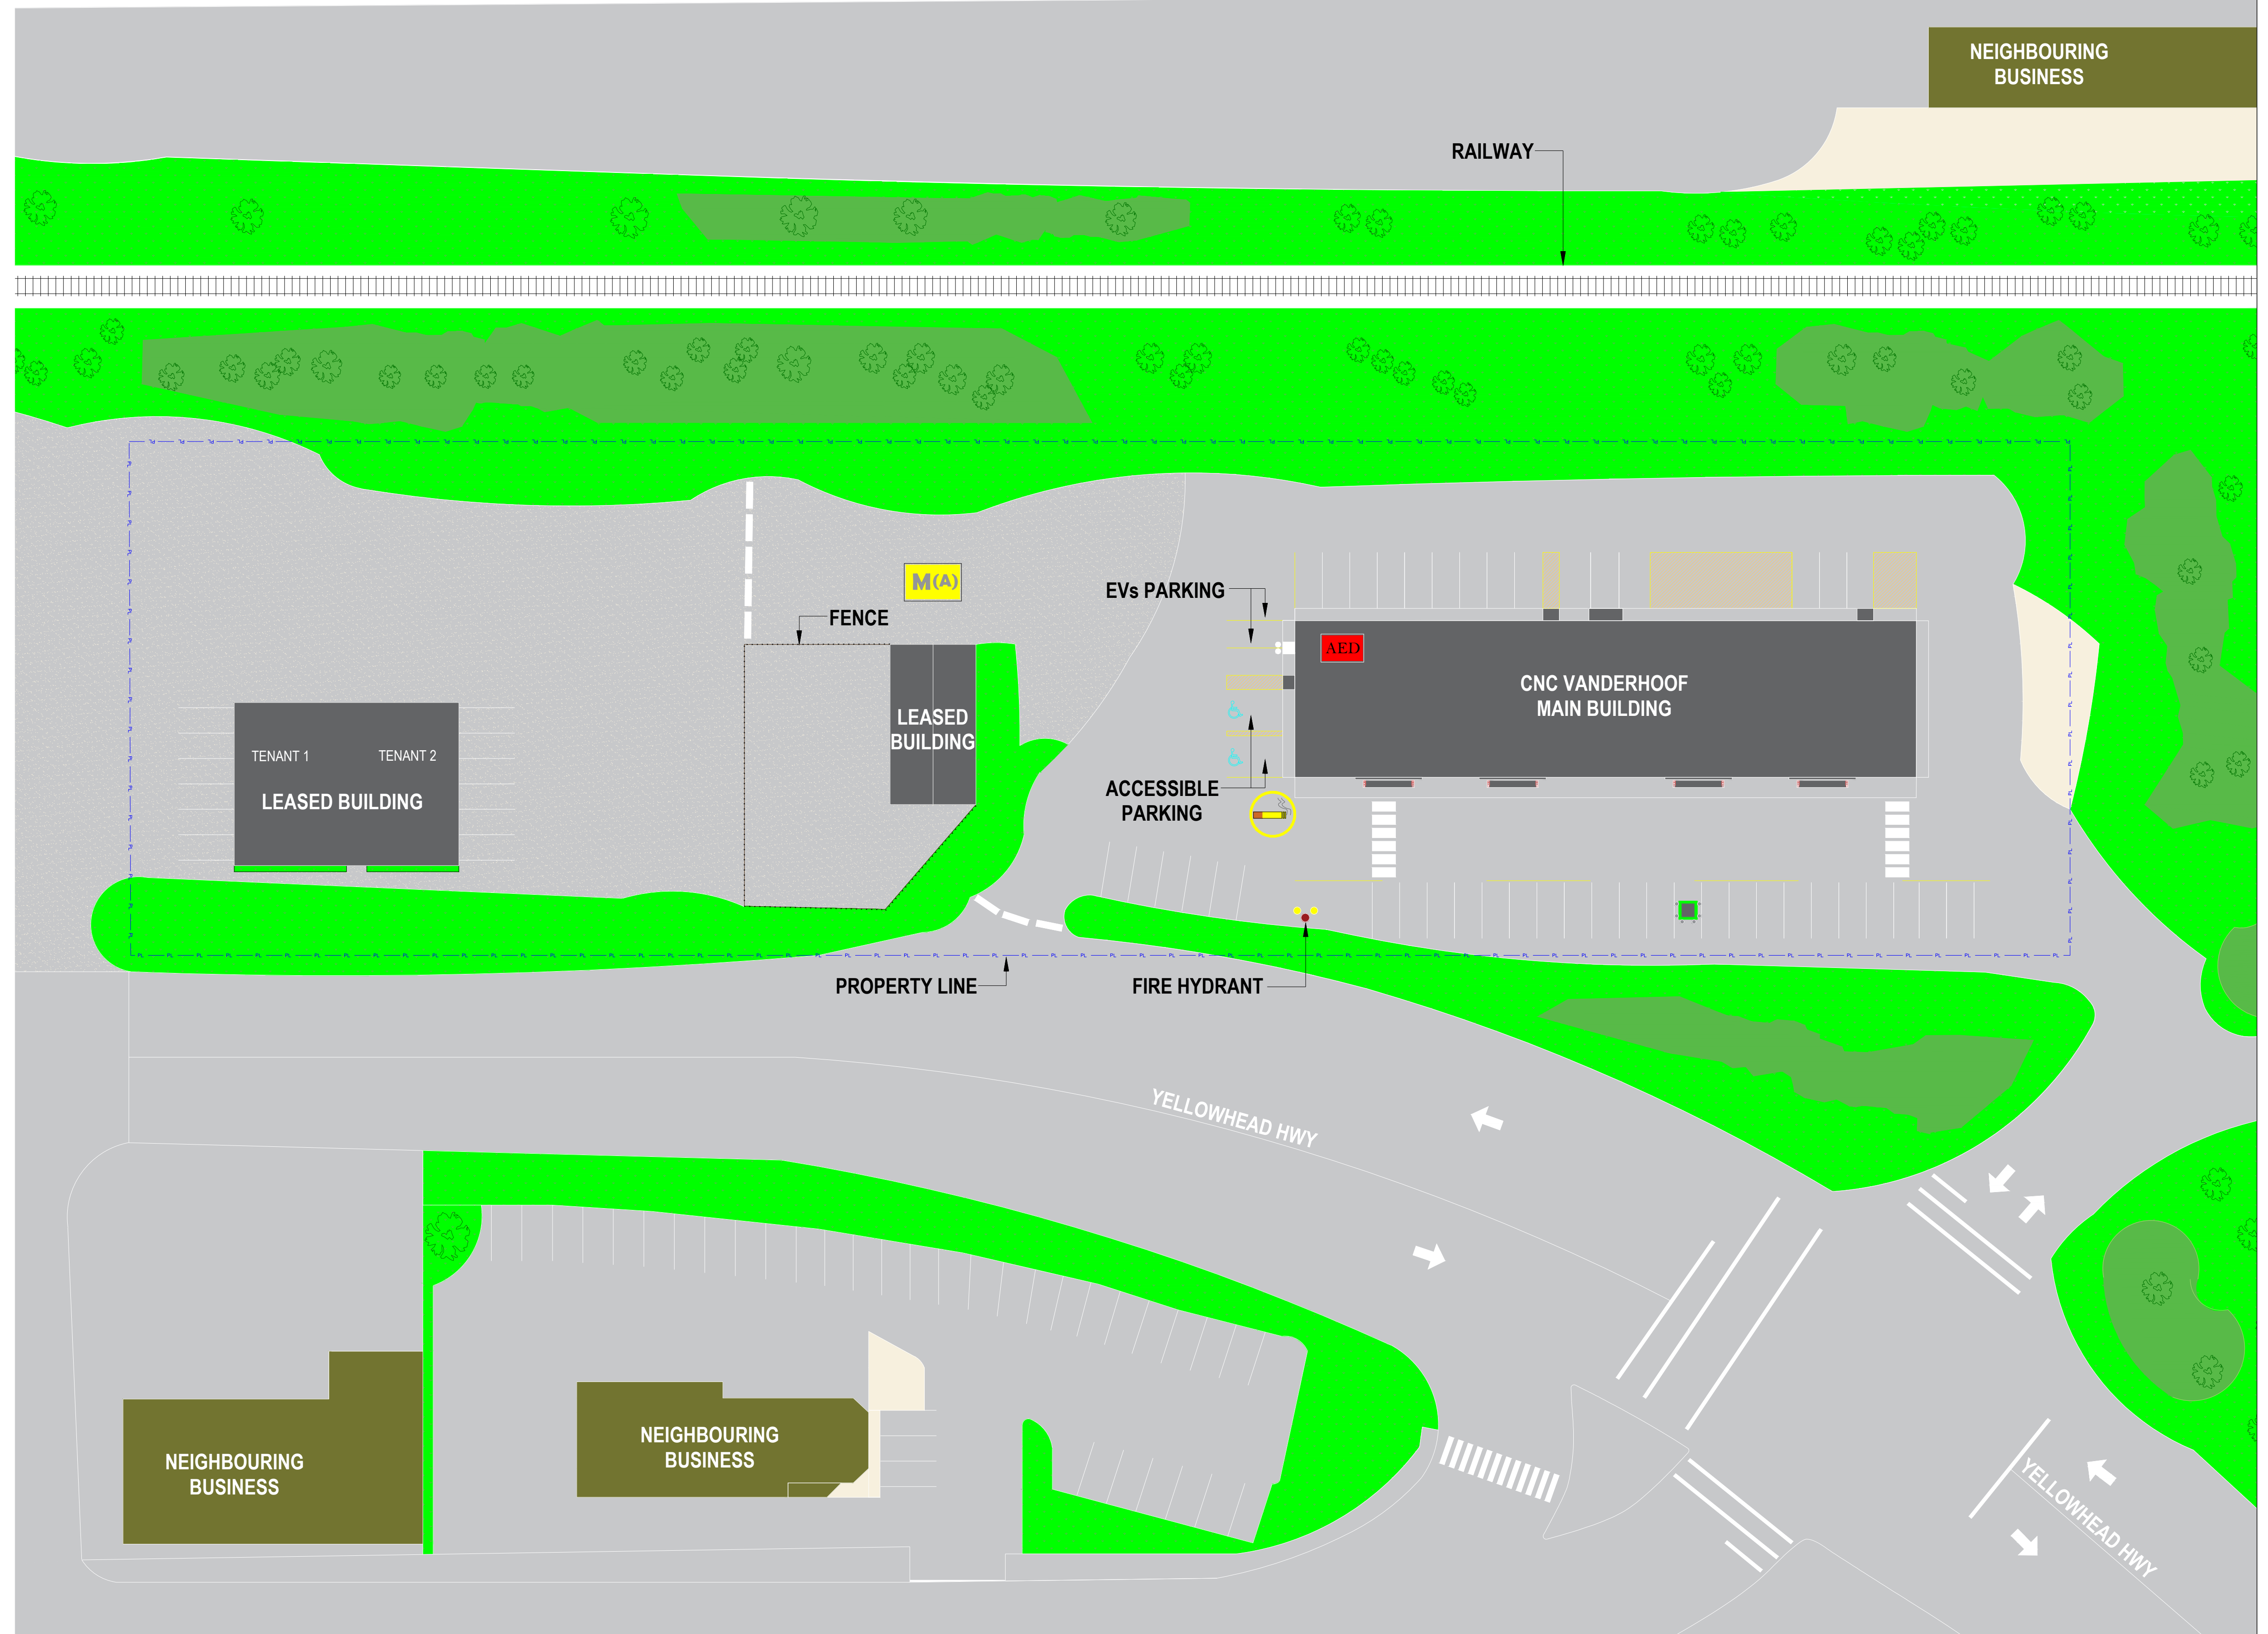 NEIGHBOURING
BUSINESS
RAILWAY
M(A)
EVs PARKING
FENCE
AED
CNC VANDERHOOF
MAIN BUILDING
LEASED
BUILDING
TENANT 1
TENANT 2
LEASED BUILDING
ACCESSIBLE
PARKING
PROPERTY LINE
FIRE HYDRANT
YELLOWHEAD HWY
NEIGHBOURING
BUSINESS
NEIGHBOURING
BUSINESS
YELLOWHEAD HWY